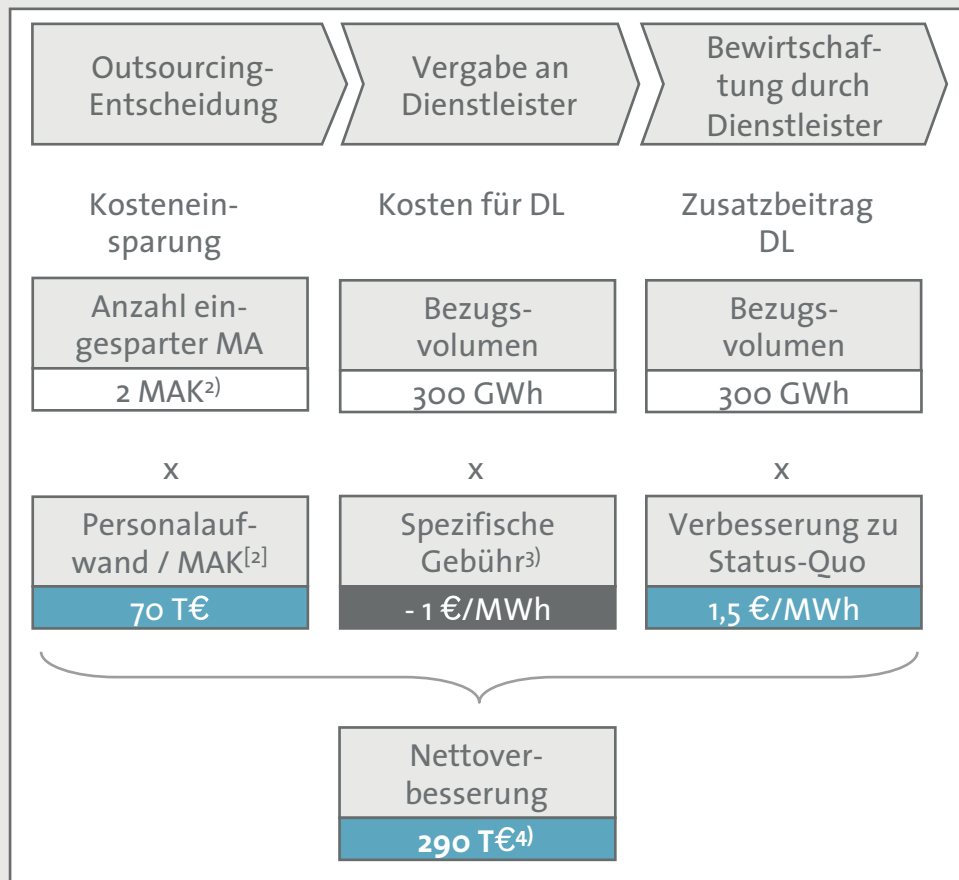 Outsourcing-
Entscheidung
Vergabe an
Dienstleister
Bewirtschaf-
tung durch
Dienstleister
Kostenein-
sparung
Kosten für DL
Zusatzbeitrag
DL
Anzahl ein-
gesparter MA
2 MAK2)
Bezugs-
volumen
300 GWh
Bezugs-
volumen
300 GWh
x
x
x
Personalauf-
wand / MAK[2]
70 T€
Spezifische
Gebühr3)
- 1 €/MWh
Verbesserung zu
Status-Quo
1,5 €/MWh
Nettover-
besserung
290 T€4)